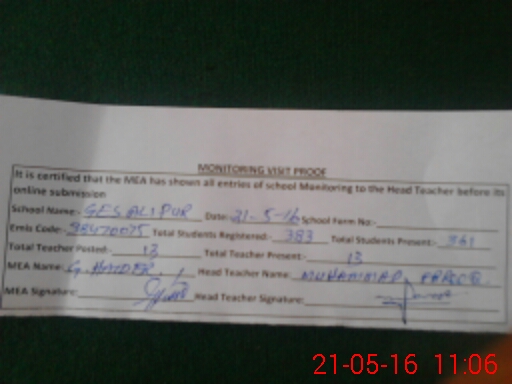 MONITORING VISIT PROOF
It is certified that the MEA has shown all entries of school Monitoring to the Head Teacher before its
online submission
School Name:- GES ALIPUR Date: 21-5-16 School Form No:-
Emis Code:- Total Students Registered:- 383 Total Students Present:- 361
Total Teacher Posted:- 13 Total Teacher Present:- 13
MEA Name: G. HAIDER Head Teacher Name: MUHAMMAD
MEA Signature: Head Teacher Signature:
21-05-16 11:06